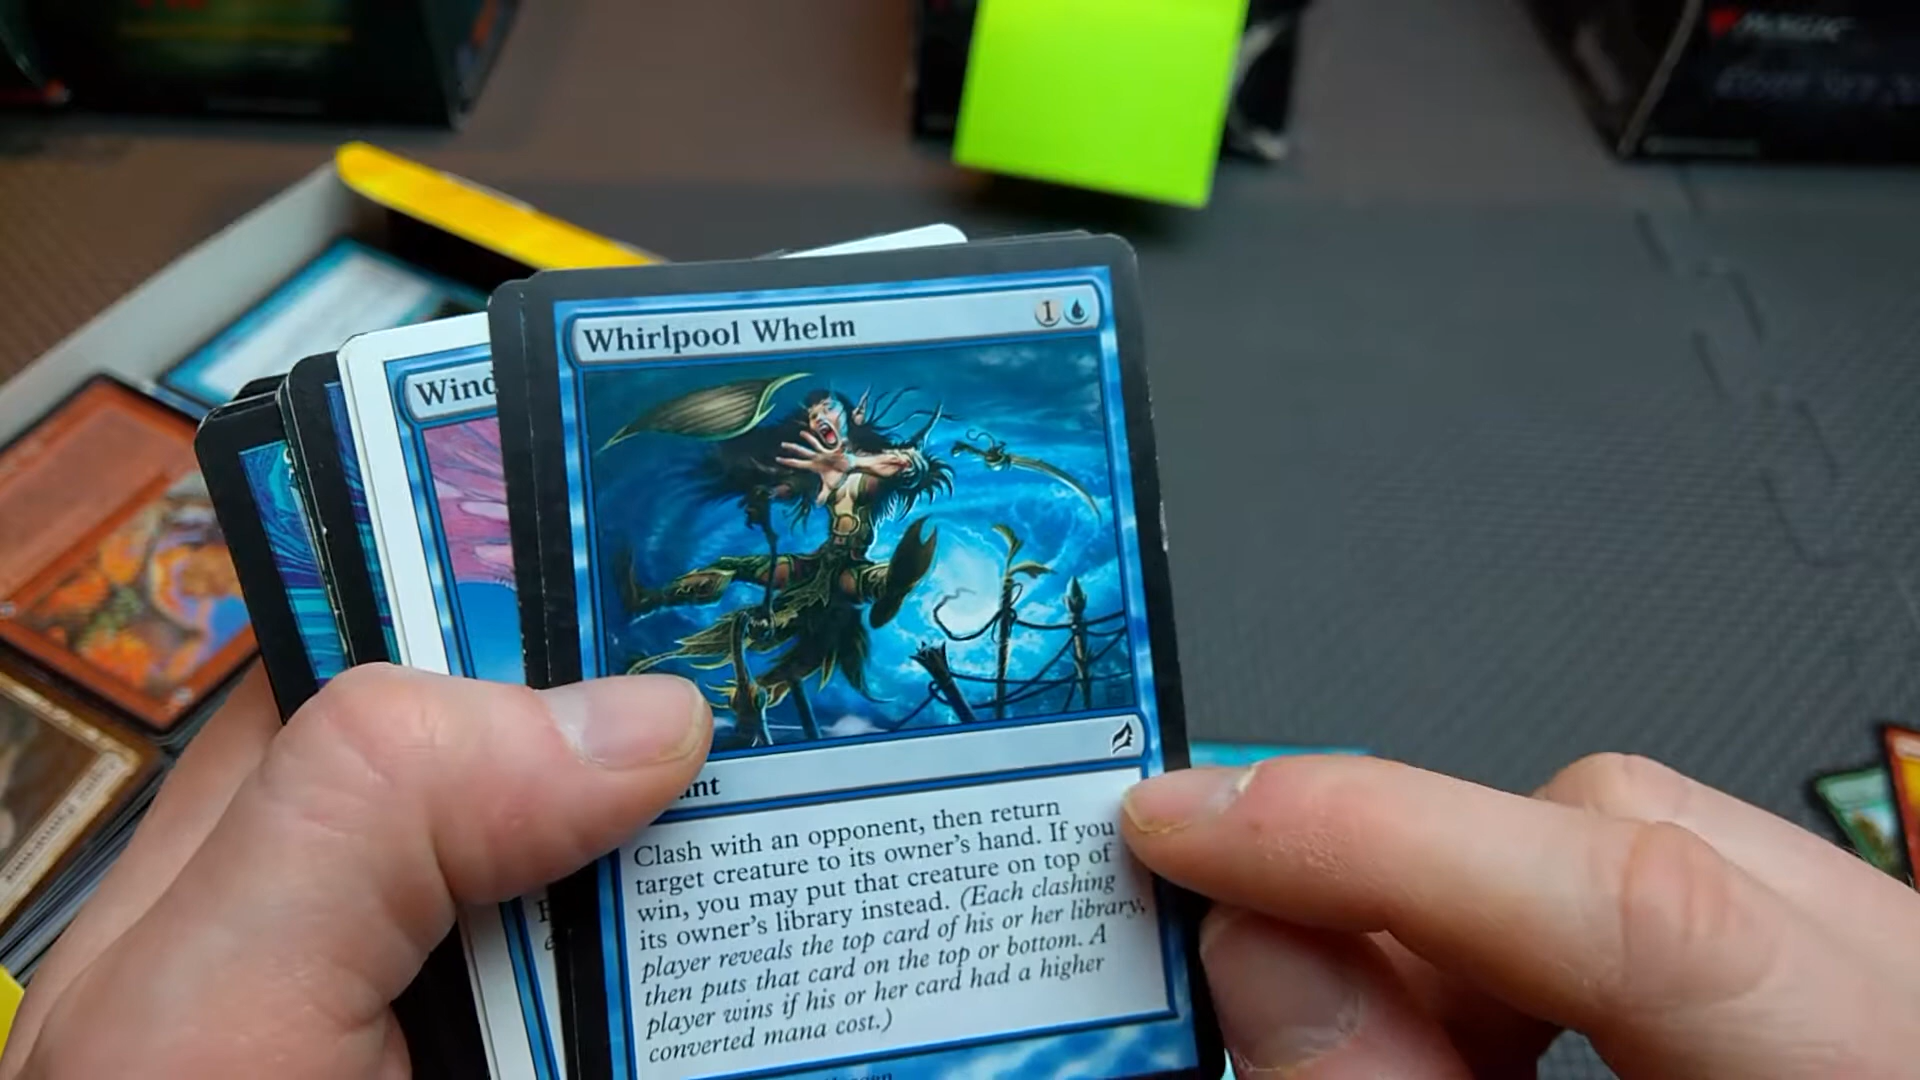 MAGIC
Whirlpool Whelm
1
Wind
ant
Clash with an opponent, then return
target creature to its owner's hand. If you
win, you may put that creature on top of
its owner's library instead. (Each clashing
player reveals the top card of his or her library,
then puts that card on the top or bottom. A
player wins if his or her card had a higher
converted mana cost.)